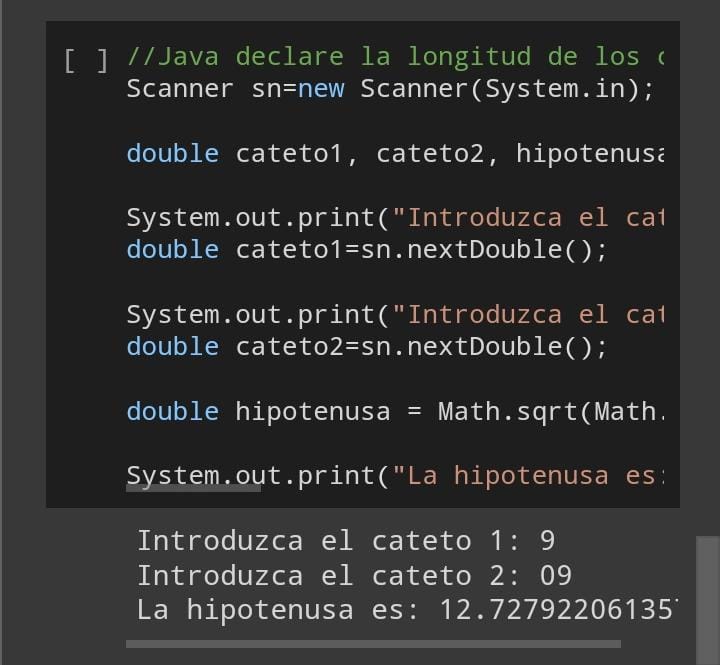 [ ] //Java declare la longitud de los
Scanner sn=new Scanner(System.in);
double cateto1, cateto2, hipotenusa
System.out.print("Introduzca el cat
double cateto1=sn.nextDouble();
System.out.print("Introduzca el cat
double cateto2=sn.nextDouble();
double hipotenusa = Math.sqrt(Math.
System.out.print("La hipotenusa es:
Introduzca el cateto 1: 9
Introduzca el cateto 2: 09
La hipotenusa es: 12.72792206135